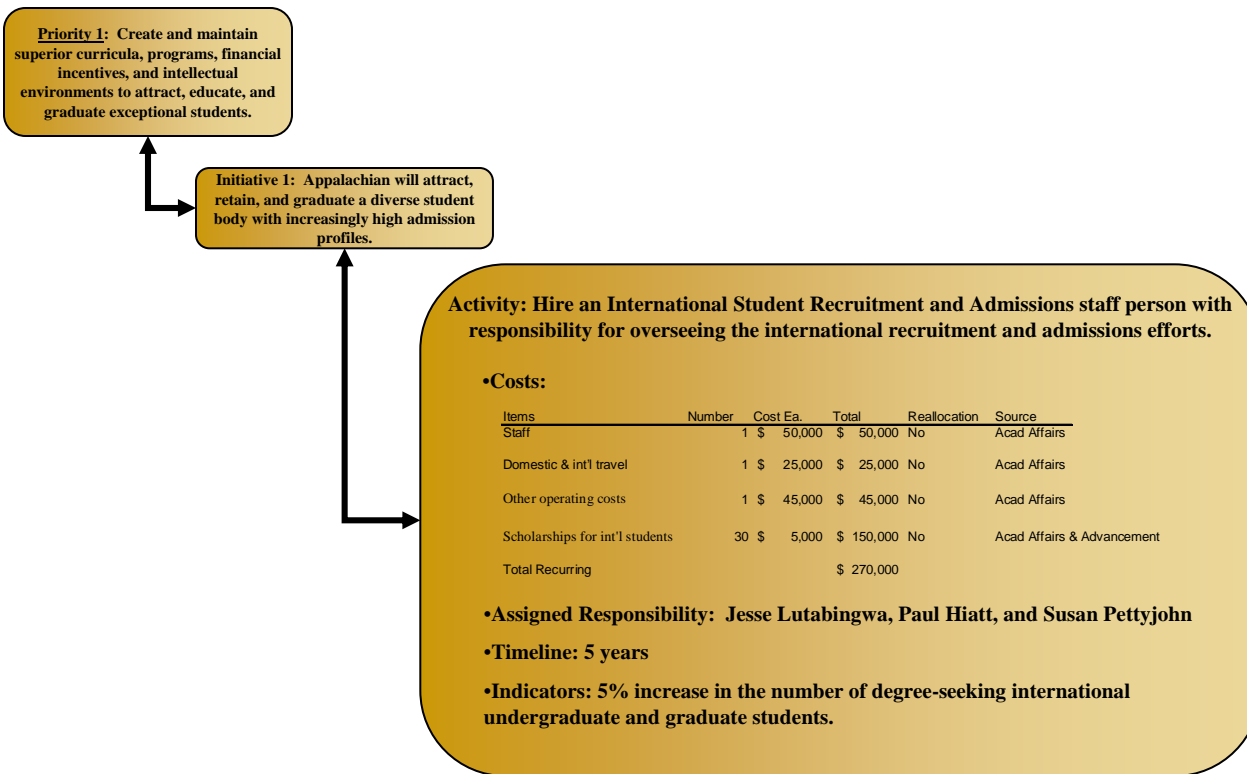 Priority 1:  Create and maintain
superior curricula, programs, financial
incentives, and intellectual
environments to attract, educate, and
graduate exceptional students.
Initiative 1:  Appalachian will attract,
retain, and graduate a diverse student
body with increasingly high admission
profiles.
Activity: Hire an International Student Recruitment and Admissions staff person with
responsibility for overseeing the international recruitment and admissions efforts.
•Costs:
Items Number Cost Ea. Total Reallocation Source
Staff 1 $ 50,000 $ 50,000 No Acad Affairs
Domestic & int'l travel 1 $ 25,000 $ 25,000 No Acad Affairs
Other operating costs 1 $ 45,000 $ 45,000 No Acad Affairs
Scholarships for int'l students 30 $ 5,000 $ 150,000 No Acad Affairs & Advancement
Total Recurring $ 270,000
•Assigned Responsibility:  Jesse Lutabingwa, Paul Hiatt, and Susan Pettyjohn
•Timeline: 5 years
•Indicators: 5% increase in the number of degree-seeking international
undergraduate and graduate students.